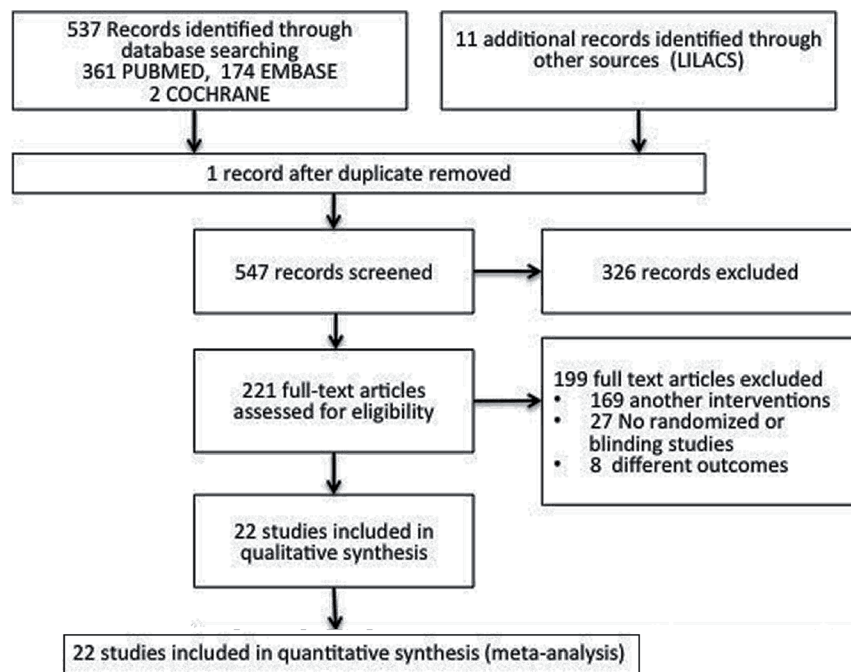 537 Records identified through
database searching
361 PUBMED, 174 EMBASE
2 COCHRANE
11 additional records identified through
other sources (LILACS)
1 record after duplicate removed
547 records screened
326 records excluded
221 full-text articles
assessed for eligibility
199 full text articles excluded
• 169 another interventions
• 27 No randomized or
blinding studies
• 8 different outcomes
22 studies included in
qualitative synthesis
22 studies included in quantitative synthesis (meta-analysis)